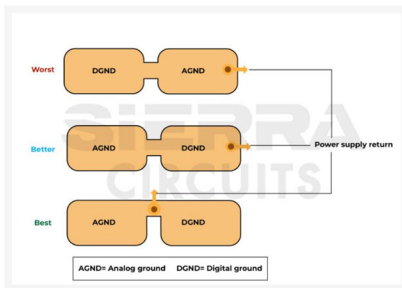 Worst
DGND
AGND
SIERRA
CIRCUITS
Better
AGND
DGND
Power supply return
Best
AGND
DGND
AGND= Analog ground DGND= Digital ground